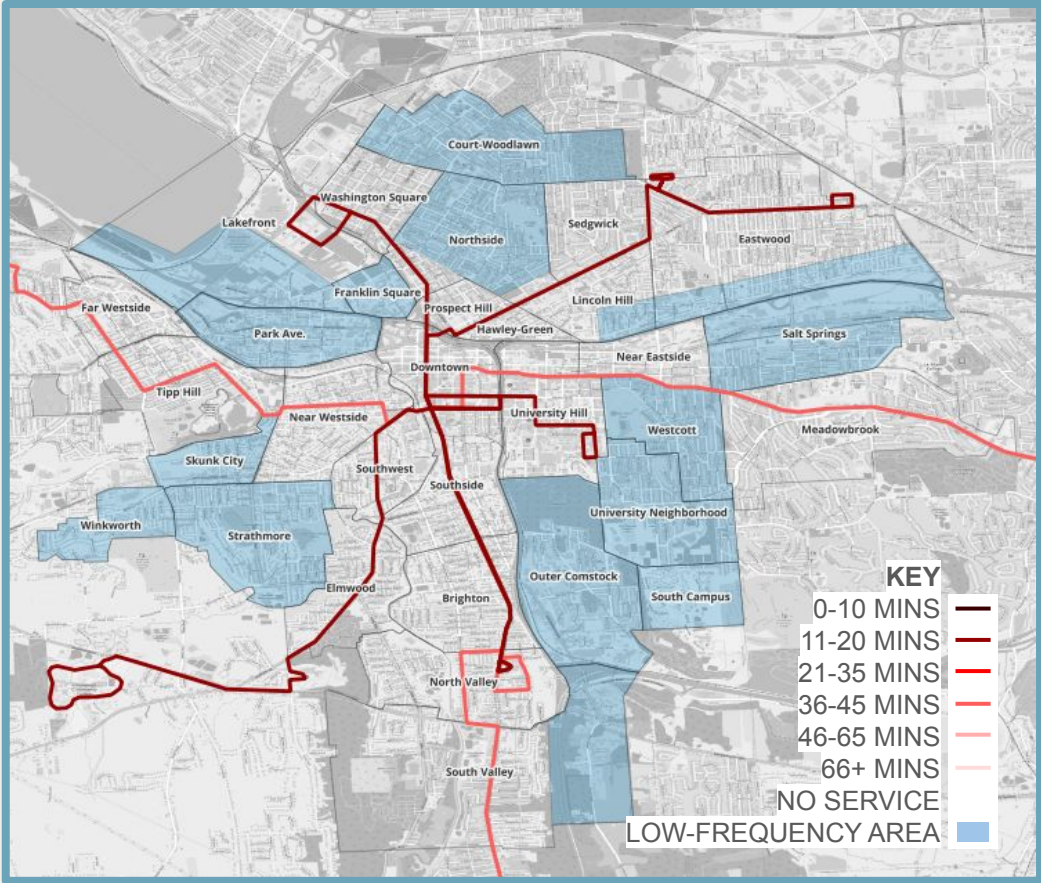 Court-Woodlawn
Washington Square
Lakefront
Sedgwick
Northside
Eastwood
Franklin Square
Lincoln Hill
Far Westside
Prospect Hill
Park Ave.
Hawley-Green
Salt Springs
Near Eastside
Downtown
Tipp Hill
Near Westside
University Hill
Westcott
Meadowbrook
Skunk City
Southwest
Southside
University Neighborhood
Winkworth
Strathmore
Outer Comstock
Elmwood
Brighton
South Campus
North Valley
South Valley
KEY
0-10 MINS
11-20 MINS
21-35 MINS
36-45 MINS
46-65 MINS
66+ MINS
NO SERVICE
LOW-FREQUENCY AREA